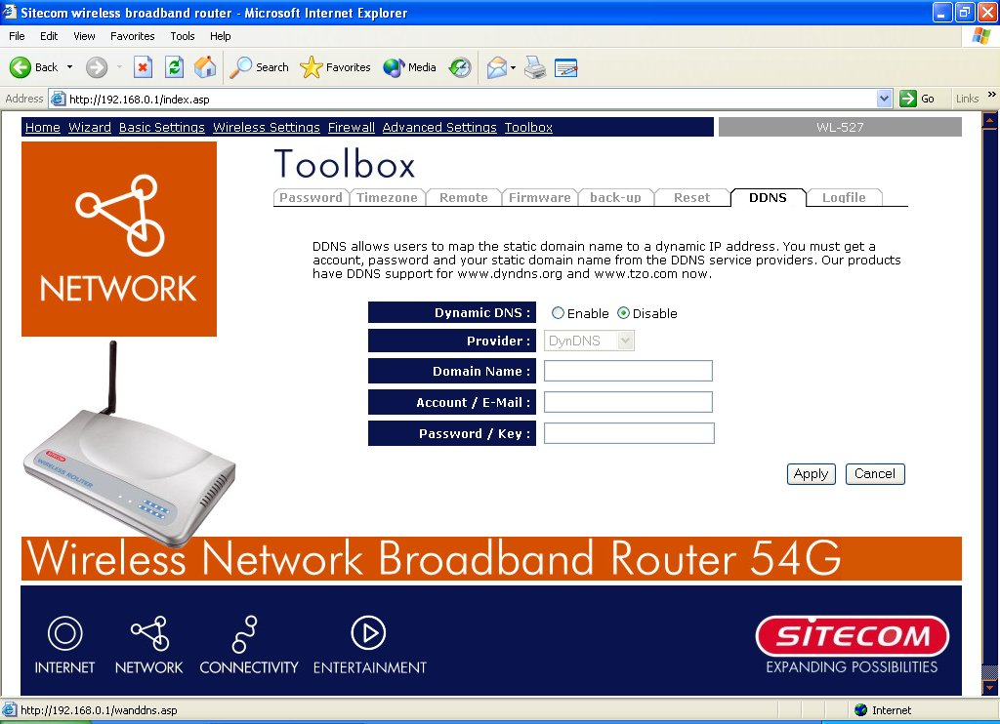 Sitecom wireless broadband router - Microsoft Internet Explorer
File Edit View Favorites Tools Help
Back Search Favorites Media
Address http://192.168.0.1/index.asp Go Links »
Home Wizard Basic Settings Wireless Settings Firewall Advanced Settings Toolbox WL-527
Toolbox
Password Timezone Remote Firmware back-up Reset DDNS Logfile
NETWORK
DDNS allows users to map the static domain name to a dynamic IP address. You must get a
account, password and your static domain name from the DDNS service providers. Our products
have DDNS support for www.dyndns.org and www.tzo.com now.
Dynamic DNS : Enable Disable
Provider : DynDNS
Domain Name :
Account / E-Mail :
Password / Key :
Apply Cancel
SITECOM
WIRELESS ROUTER
Wireless Network Broadband Router 54G
INTERNET NETWORK CONNECTIVITY ENTERTAINMENT
SITECOM
EXPANDING POSSIBILITIES
http://192.168.0.1/wanddns.asp Internet